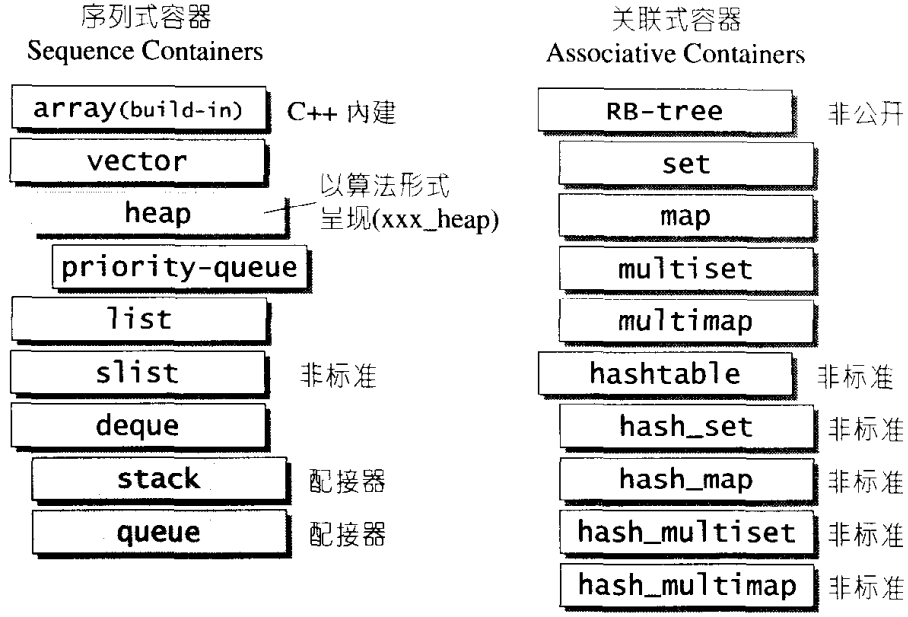 序列式容器
Sequence Containers
array(build-in)
C++ 内建
vector
heap
以算法形式
呈现(xxx_heap)
priority-queue
list
slist
非标准
deque
stack
配接器
queue
配接器
关联式容器
Associative Containers
RB-tree
非公开
set
map
multiset
multimap
hashtable
非标准
hash_set
非标准
hash_map
非标准
hash_multiset
非标准
hash_multimap
非标准